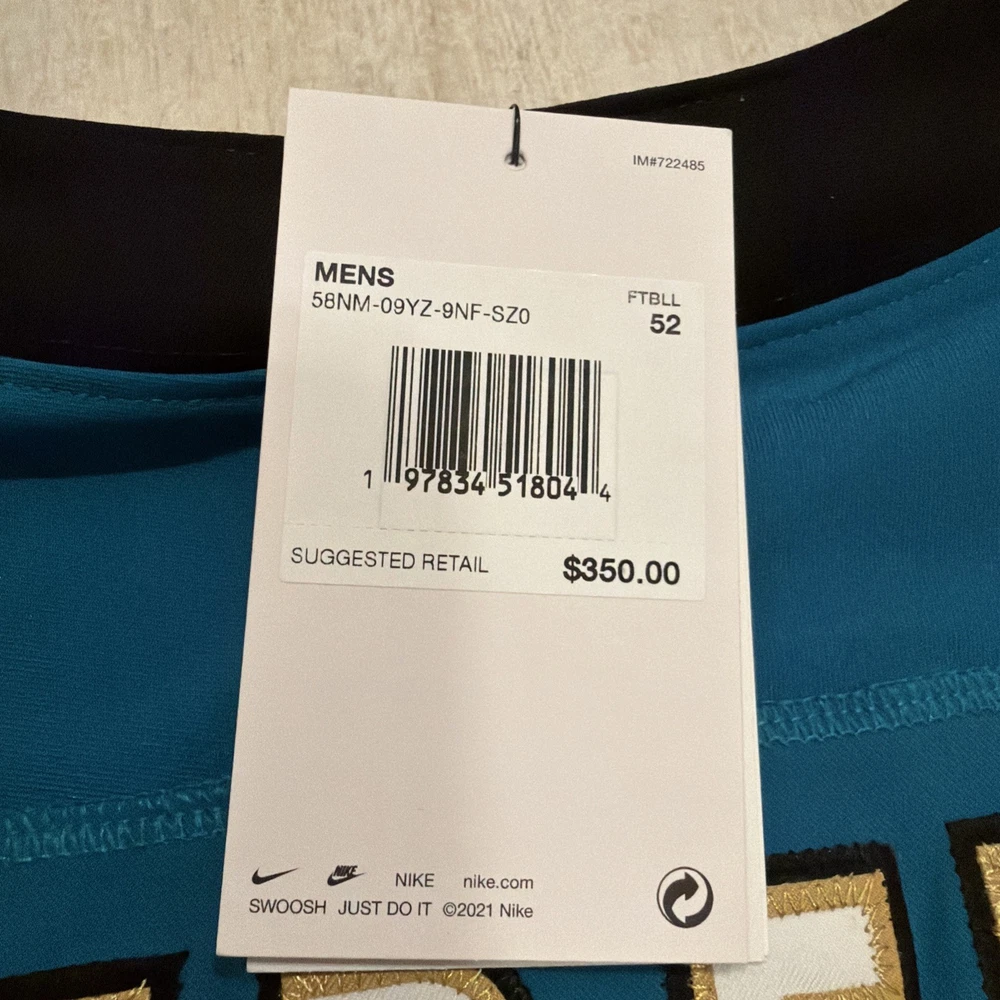 IM#722485
MENS
58NM-09YZ-9NF-SZ0
FTBLL
52
1 97834 51804 4
SUGGESTED RETAIL $350.00
NIKE NIKE nike.com
SWOOSH JUST DO IT ©2021 Nike